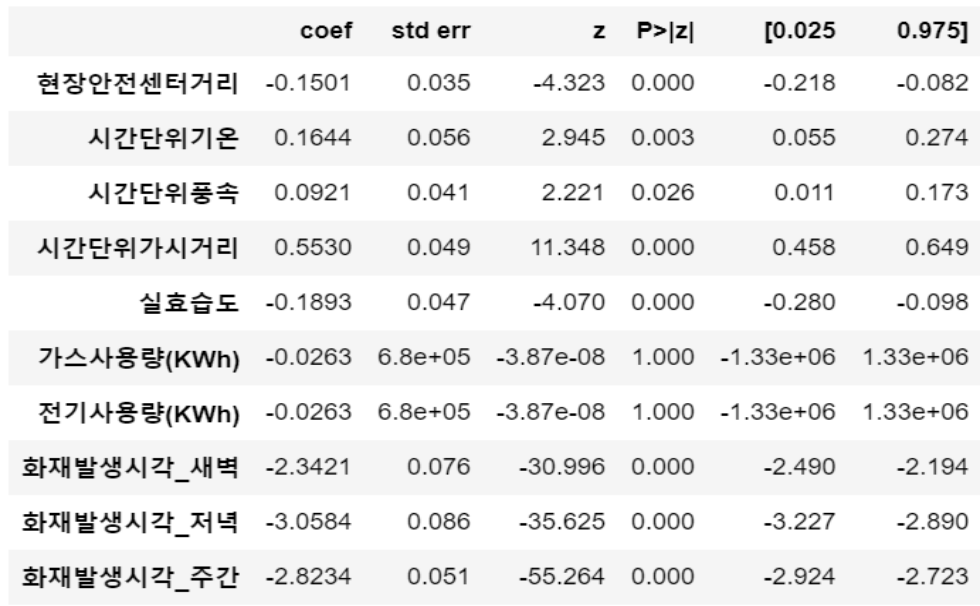 coef std err z P>|z| [0.025 0.975]
현장안전센터거리 -0.1501 0.035 -4.323 0.000 -0.218 -0.082
시간단위기온 0.1644 0.056 2.945 0.003 0.055 0.274
시간단위풍속 0.0921 0.041 2.221 0.026 0.011 0.173
시간단위가시거리 0.5530 0.049 11.348 0.000 0.458 0.649
실효습도 -0.1893 0.047 -4.070 0.000 -0.280 -0.098
가스사용량(KWh) -0.0263 6.8e+05 -3.87e-08 1.000 -1.33e+06 1.33e+06
전기사용량(KWh) -0.0263 6.8e+05 -3.87e-08 1.000 -1.33e+06 1.33e+06
화재발생시각_새벽 -2.3421 0.076 -30.996 0.000 -2.490 -2.194
화재발생시각_저녁 -3.0584 0.086 -35.625 0.000 -3.227 -2.890
화재발생시각_주간 -2.8234 0.051 -55.264 0.000 -2.924 -2.723